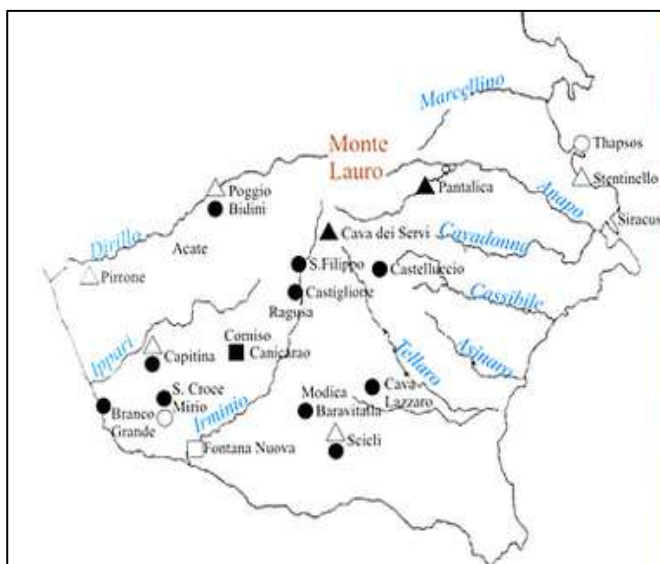 Marcellino
Thapsos
Monte
Lauro
Stentinello
Poggio
Pantalica
Bidini
Anapo
Siracus
Dirillo
Cava dei Servi
Cavadonna
Acate
S.Filippo
Castelluccio
Pirrone
Castiglione
Cassibile
Ragusa
Comiso
Ippari
Capitina
Canicarao
Tellaro
Asinaro
S. Croce
Mirio
Modica
Cava
Lazzaro
Branco
Grande
Irminio
Baravitalla
Scicli
Fontana Nuova